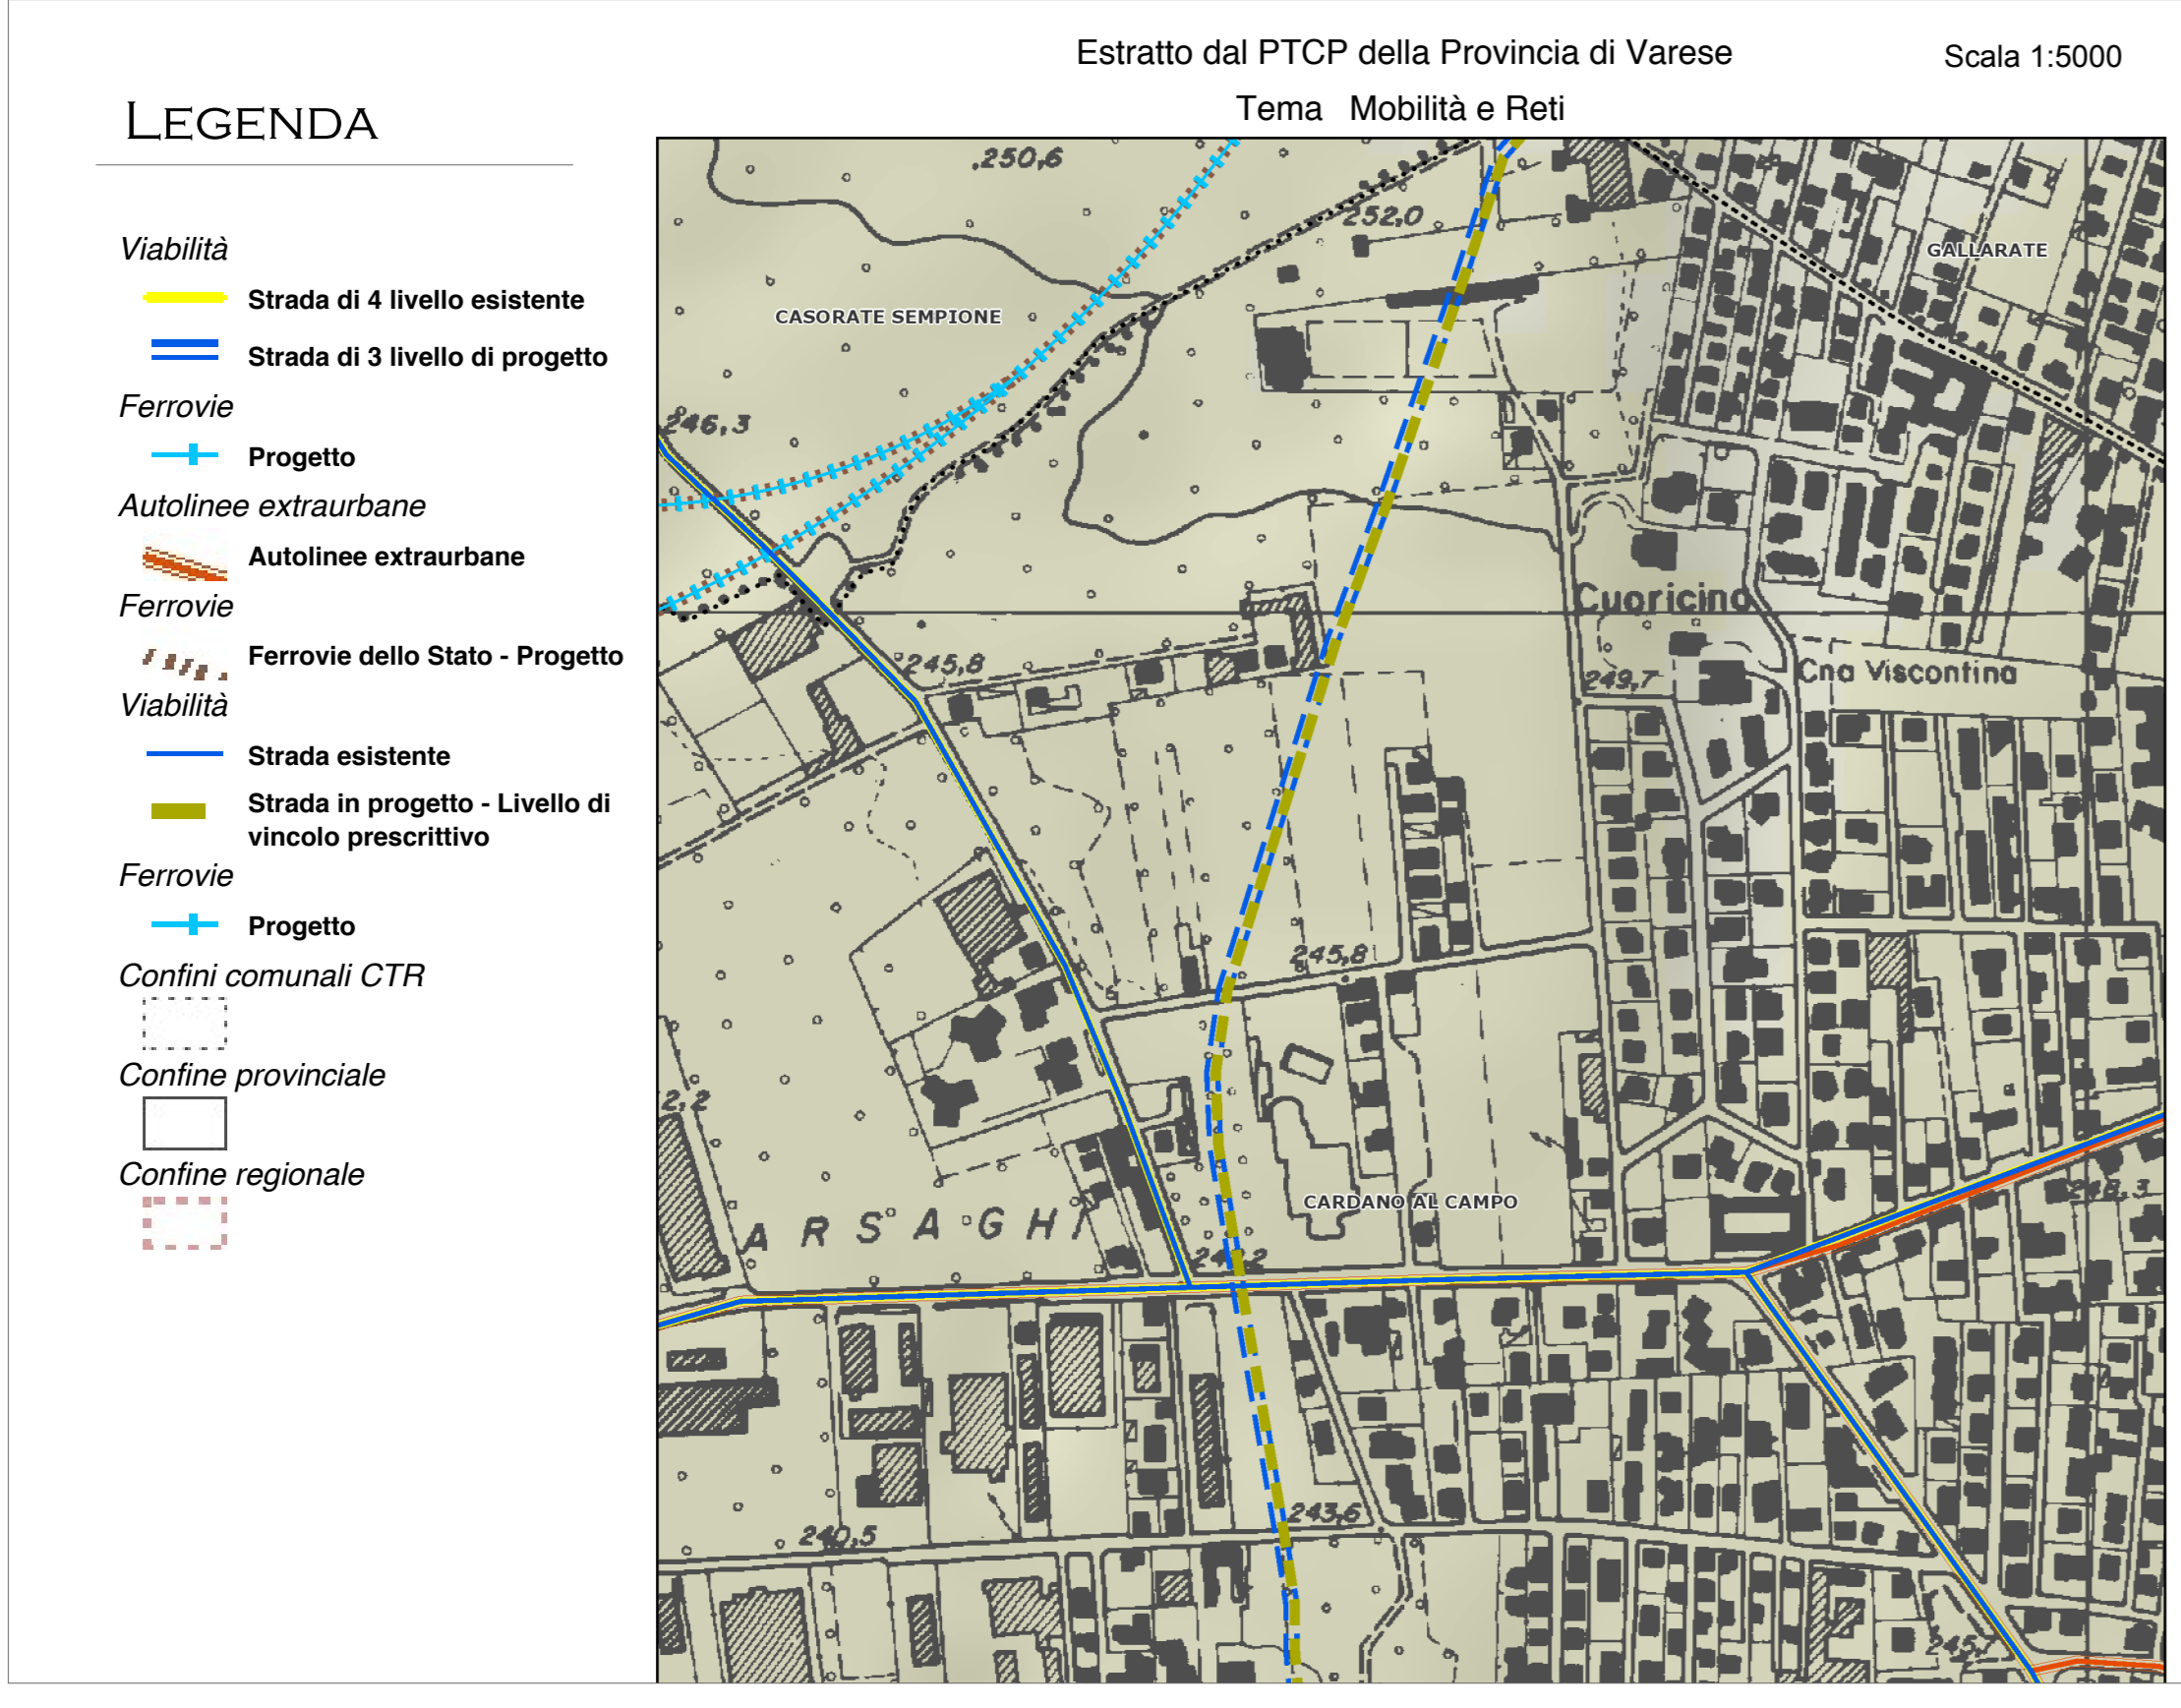 Estratto dal PTCP della Provincia di Varese
Scala 1:5000
Tema Mobilità e Reti
LEGENDA
Viabilità
Strada di 4 livello esistente
Strada di 3 livello di progetto
Ferrovie
Progetto
Autolinee extraurbane
Autolinee extraurbane
Ferrovie
Ferrovie dello Stato - Progetto
Viabilità
Strada esistente
Strada in progetto - Livello di
vincolo prescrittivo
Ferrovie
Progetto
Confini comunali CTR
Confine provinciale
Confine regionale
.250,6
252,0
GALLARATE
CASORATE SEMPIONE
246,3
Cuoricino
245,8
249,7
Cna Viscontina
245,8
2,2
CARDANO AL CAMPO
248,3
ARSAGHI
243,6
240,5